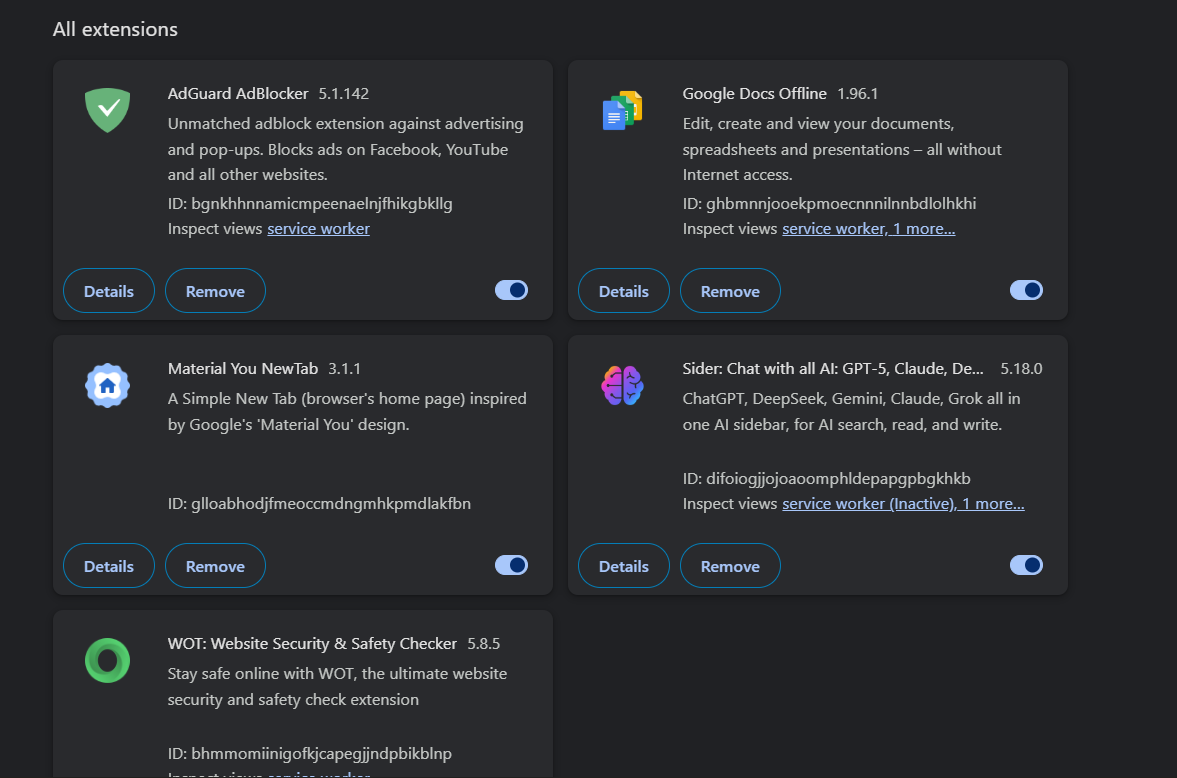 All extensions
AdGuard AdBlocker 5.1.142
Unmatched adblock extension against advertising
and pop-ups. Blocks ads on Facebook, YouTube
and all other websites.
ID: bgnkhhnnamicmpeenaelnjfhikgbkllg
Inspect views service worker
Details Remove
Google Docs Offline 1.96.1
Edit, create and view your documents,
spreadsheets and presentations – all without
Internet access.
ID: ghbmnnjooekpmoecnnnilnnbdlolhkhi
Inspect views service worker, 1 more...
Details Remove
Material You NewTab 3.1.1
A Simple New Tab (browser's home page) inspired
by Google's 'Material You' design.
ID: glloabhodjfmeoccmdngmhkpmdlakfbn
Details Remove
Sider: Chat with all AI: GPT-5, Claude, De... 5.18.0
ChatGPT, DeepSeek, Gemini, Claude, Grok all in
one AI sidebar, for AI search, read, and write.
ID: difoiogjjojoaoomphldepapgpbgkhkb
Inspect views service worker (Inactive), 1 more...
Details Remove
WOT: Website Security & Safety Checker 5.8.5
Stay safe online with WOT, the ultimate website
security and safety check extension
ID: bhmmomiinigofkjcapegjjndpbikblnp
Inspect views service worker